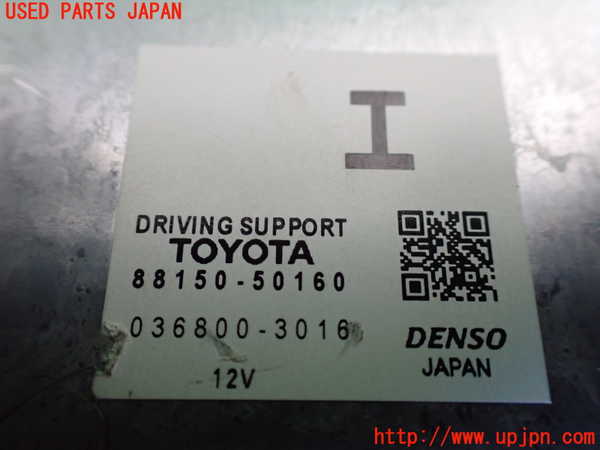 USED PARTS JAPAN
I
DRIVING SUPPORT
TOYOTA
88150-50160
036800-3016
DENSO
12V
JAPAN
http://www.upjpn.com